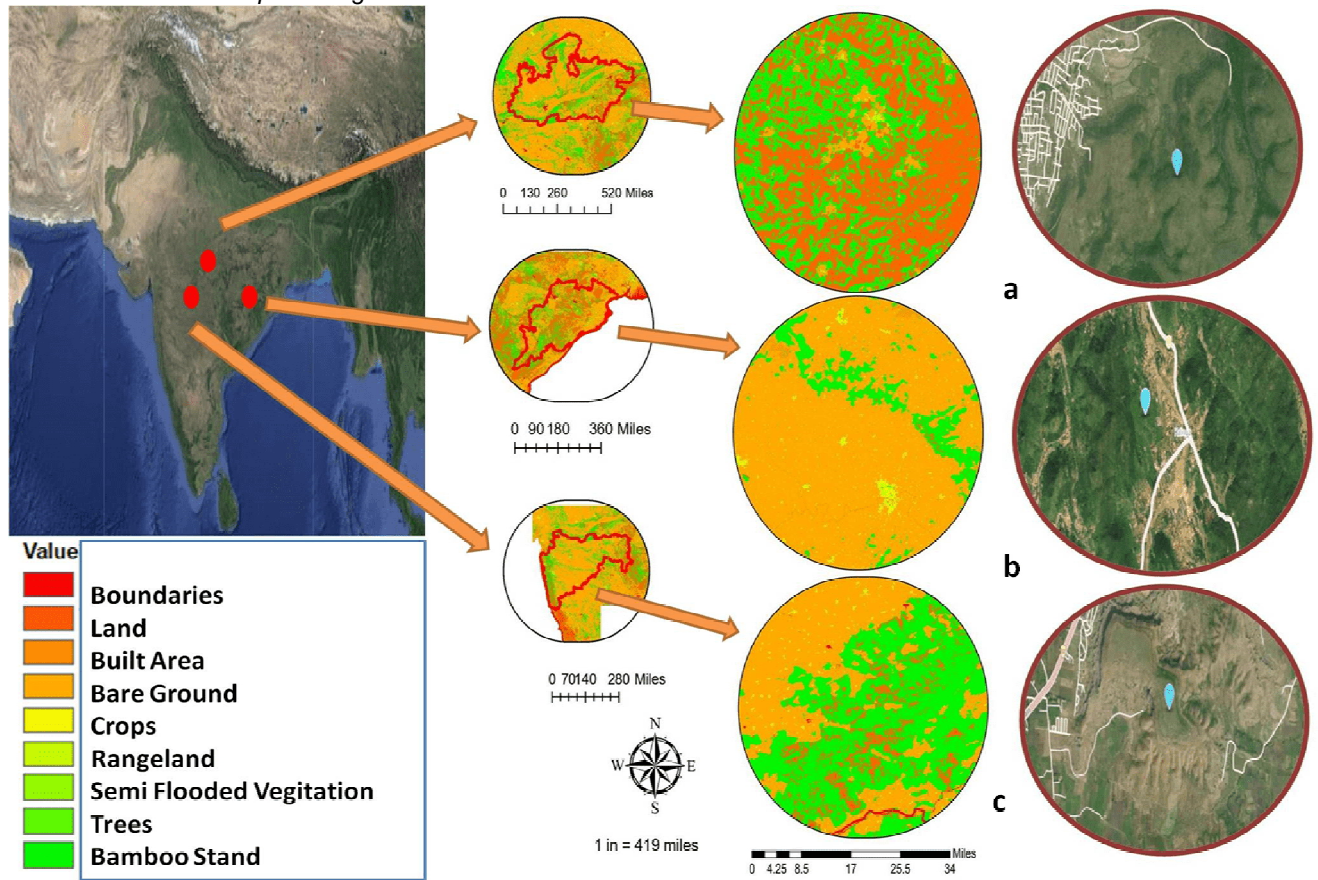 0 130 260 520 Miles
a
0 90 180 360 Miles
b
0 70140 280 Miles
N
W E
S
1 in = 419 miles
c
Miles
0 4.25 8.5 17 25.5 34
Value
Boundaries
Land
Built Area
Bare Ground
Crops
Rangeland
Semi Flooded Vegitation
Trees
Bamboo Stand